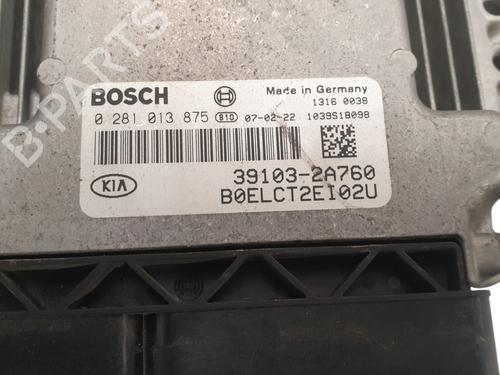 B-PARTS
BOSCH
Made in Germany
1316 0038
0 281 013 875 810 07-02-22 1039S18098
39103-2A760
KIA
B0ELCT2EI02U